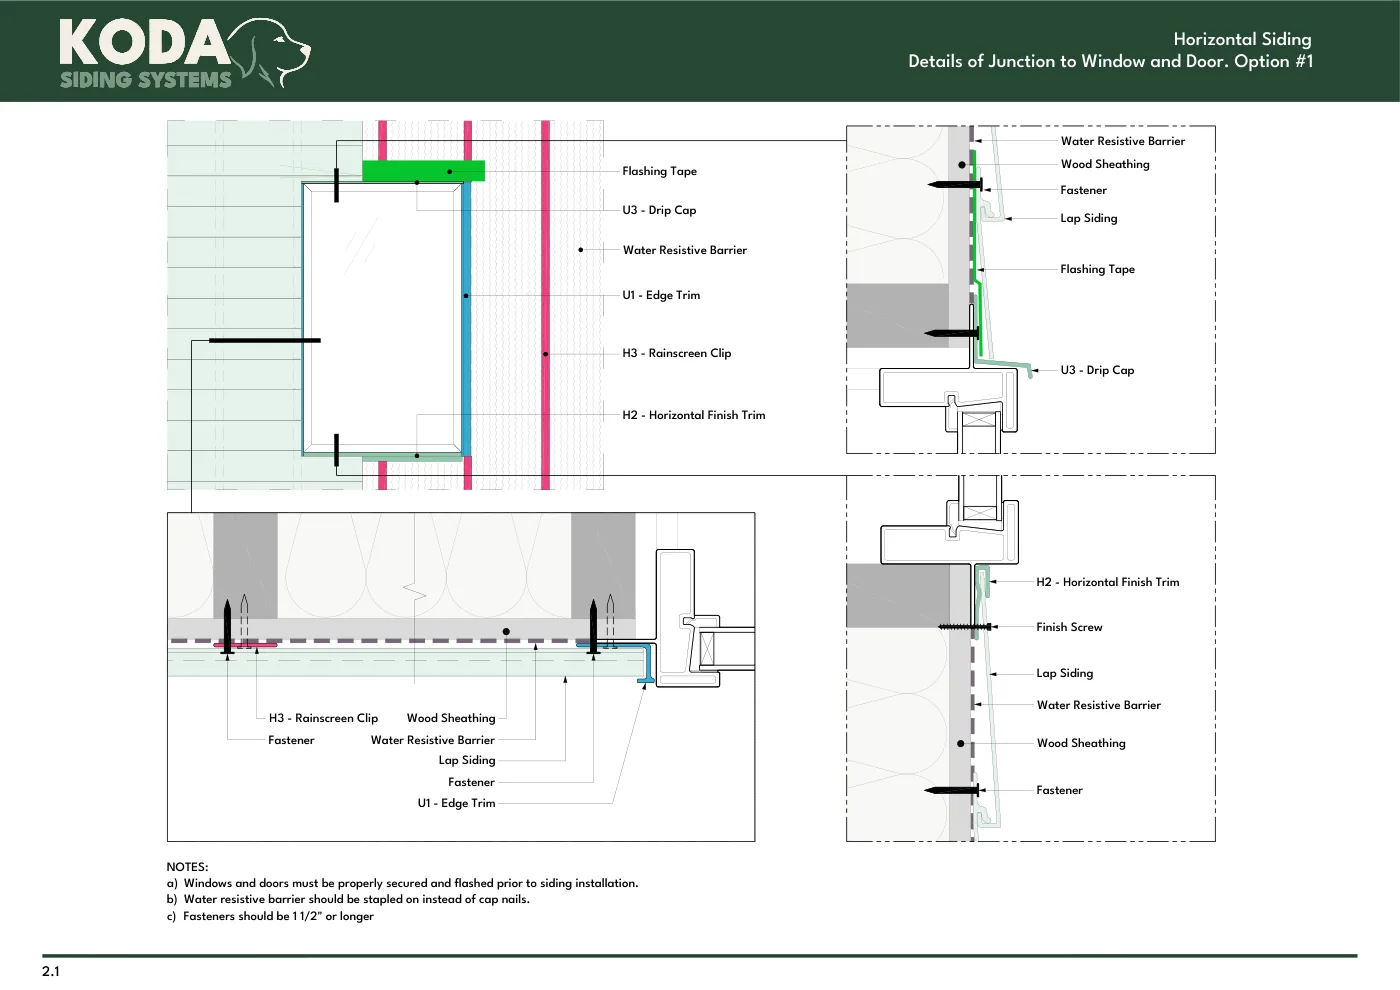 KODA
SIDING SYSTEMS
Horizontal Siding
Details of Junction to Window and Door. Option #1
Flashing Tape
U3 - Drip Cap
Water Resistive Barrier
U1 - Edge Trim
H3 - Rainscreen Clip
H2 - Horizontal Finish Trim
Water Resistive Barrier
Wood Sheathing
Fastener
Lap Siding
Flashing Tape
U3 - Drip Cap
H3 - Rainscreen Clip
Fastener
Wood Sheathing
Water Resistive Barrier
Lap Siding
Fastener
U1 - Edge Trim
H2 - Horizontal Finish Trim
Finish Screw
Lap Siding
Water Resistive Barrier
Wood Sheathing
Fastener
NOTES:
a) Windows and doors must be properly secured and flashed prior to siding installation.
b) Water resistive barrier should be stapled on instead of cap nails.
c) Fasteners should be 1 1/2" or longer
2.1